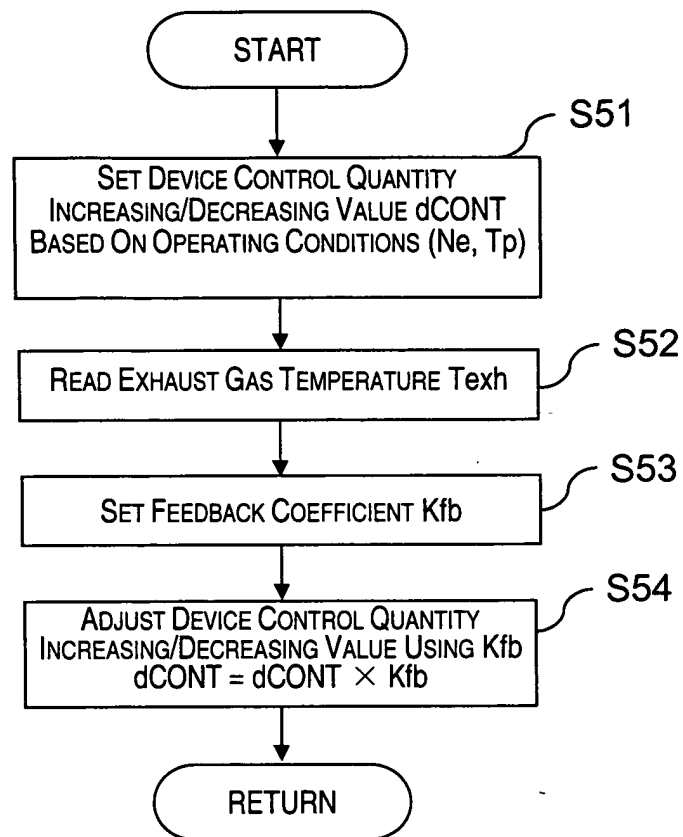 START
S51
SET DEVICE CONTROL QUANTITY
INCREASING/DECREASING VALUE dCONT
BASED ON OPERATING CONDITIONS (Ne, Tp)
S52
READ EXHAUST GAS TEMPERATURE Texh
S53
SET FEEDBACK COEFFICIENT Kfb
S54
ADJUST DEVICE CONTROL QUANTITY
INCREASING/DECREASING VALUE USING Kfb
dCONT = dCONT × Kfb
RETURN